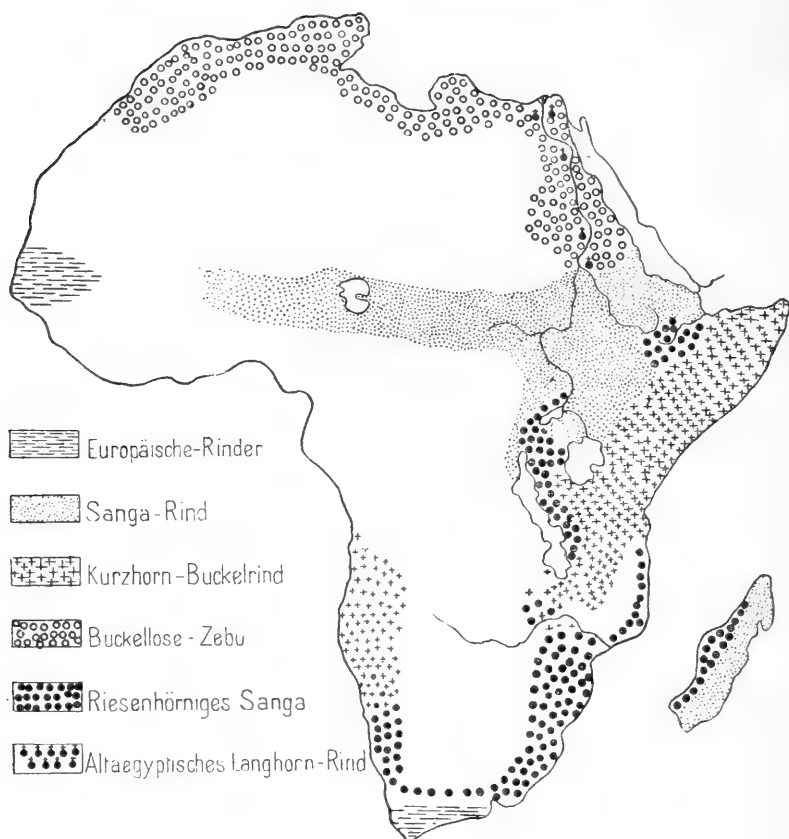 Europäische-Rinder
Sanga-Rind
Kurzhorn-Buckelrind
Buckellose-Zebu
Riesenhörniges Sanga
Altaegyptisches Langhorn-Rind